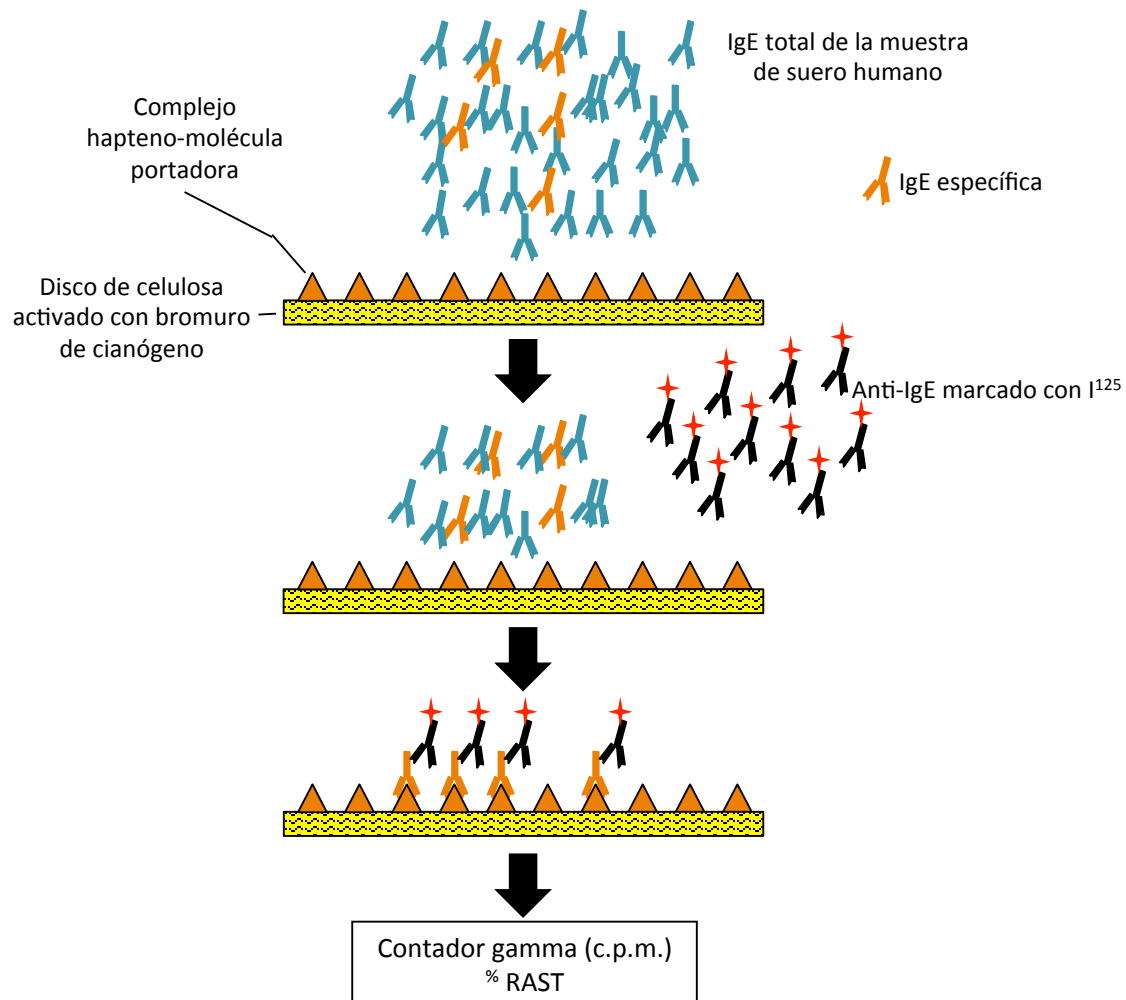 IgE total de la muestra
de suero humano
Complejo
hapteno-molécula
portadora
IgE específica
Disco de celulosa
activado con bromuro
de cianógeno
Anti-IgE marcado con I¹²⁵
Contador gamma (c.p.m.)
% RAST